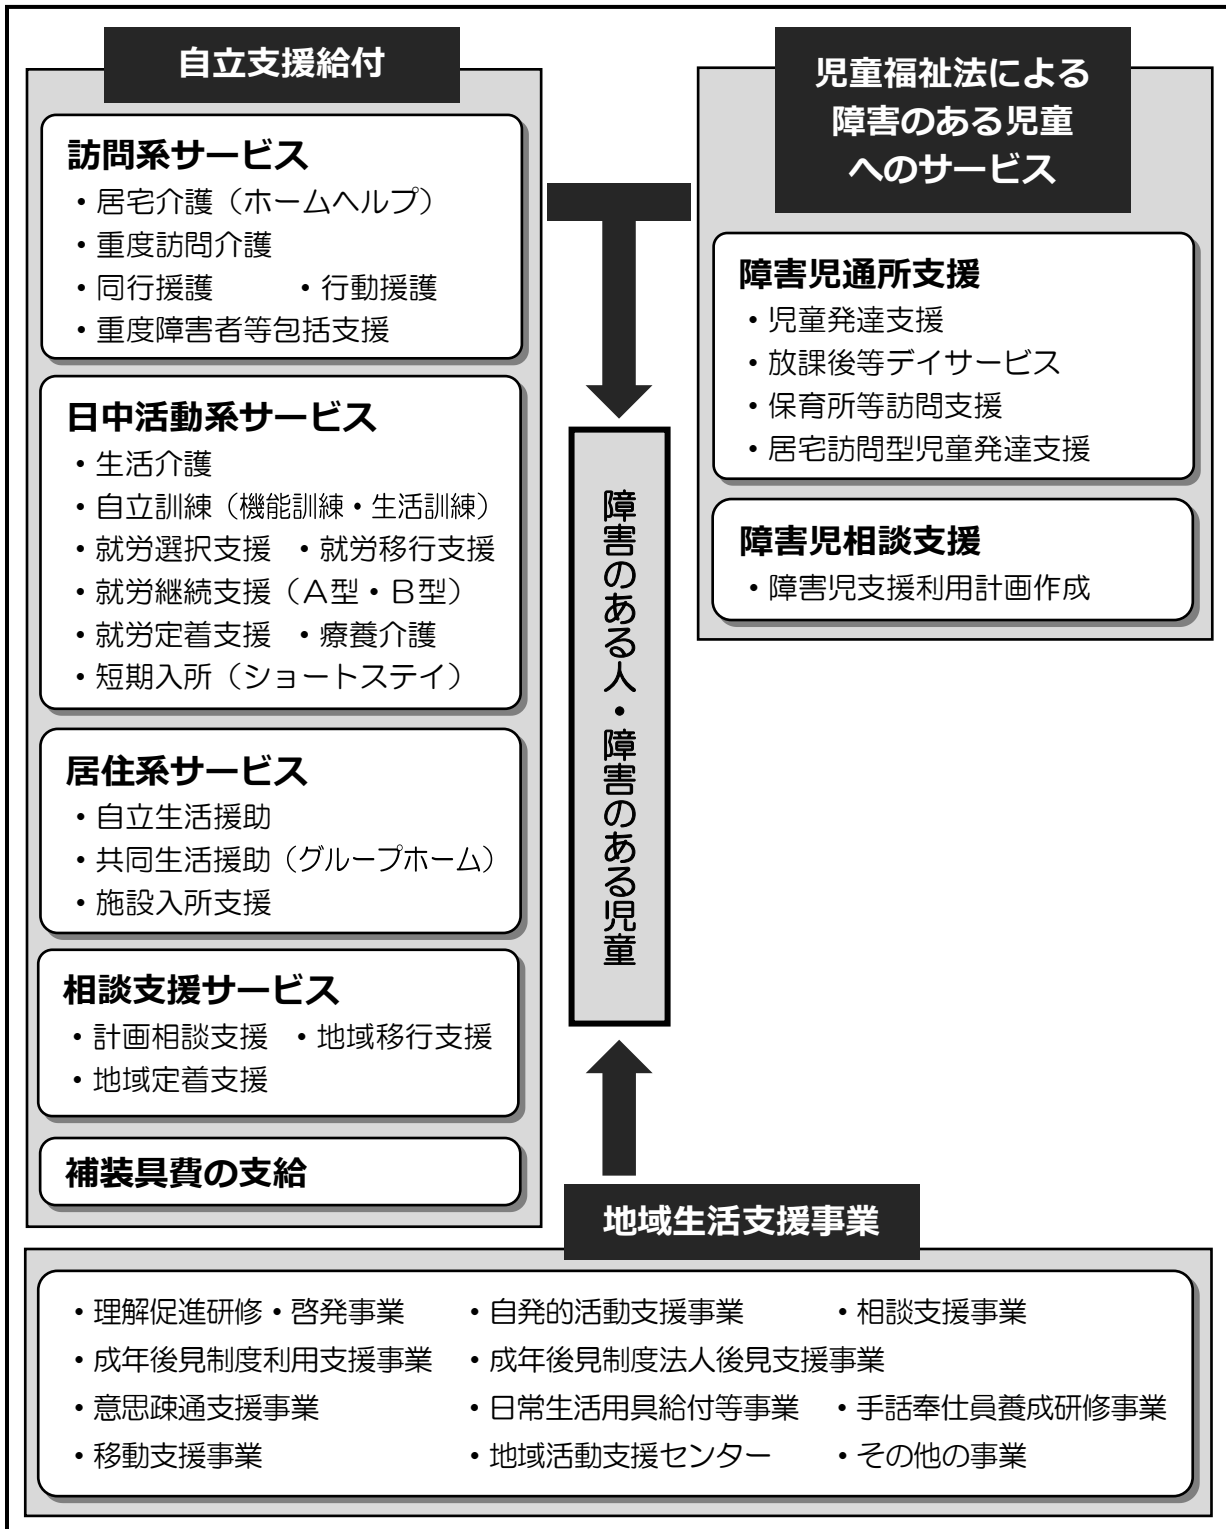 自立支援給付
訪問系サービス
・居宅介護（ホームヘルプ）
・重度訪問介護
・同行援護　・行動援護
・重度障害者等包括支援
日中活動系サービス
・生活介護
・自立訓練（機能訓練・生活訓練）
・就労選択支援　・就労移行支援
・就労継続支援（Ａ型・Ｂ型）
・就労定着支援　・療養介護
・短期入所（ショートステイ）
居住系サービス
・自立生活援助
・共同生活援助（グループホーム）
・施設入所支援
相談支援サービス
・計画相談支援　・地域移行支援
・地域定着支援
補装具費の支給
児童福祉法による
障害のある児童
へのサービス
障害児通所支援
・児童発達支援
・放課後等デイサービス
・保育所等訪問支援
・居宅訪問型児童発達支援
障害児相談支援
・障害児支援利用計画作成
障害のある人・障害のある児童
地域生活支援事業
・理解促進研修・啓発事業　・自発的活動支援事業　・相談支援事業
・成年後見制度利用支援事業　・成年後見制度法人後見支援事業
・意思疎通支援事業　・日常生活用具給付等事業　・手話奉仕員養成研修事業
・移動支援事業　・地域活動支援センター　・その他の事業